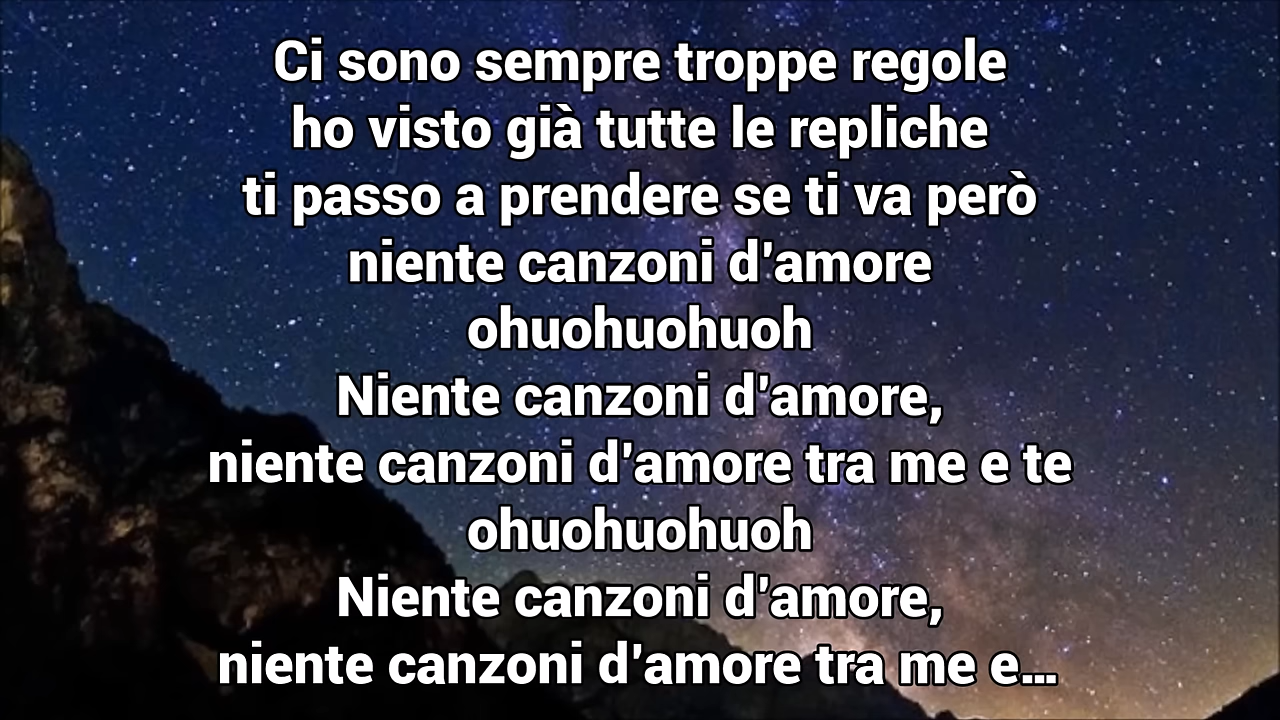 Ci sono sempre troppe regole
ho visto già tutte le repliche
ti passo a prendere se ti va però
niente canzoni d'amore
ohuohuohuoh
Niente canzoni d'amore,
niente canzoni d'amore tra me e te
ohuohuohuoh
Niente canzoni d'amore,
niente canzoni d'amore tra me e...